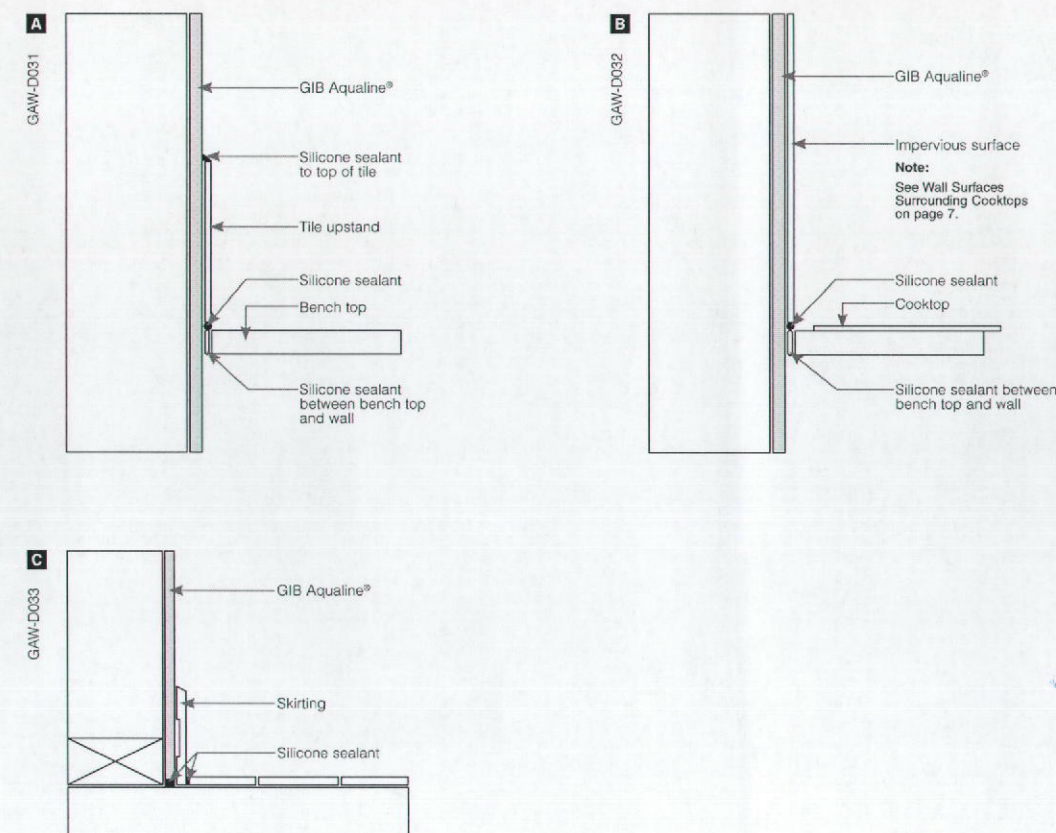 A
GAW-D031
GIB Aqualine®
Silicone sealant
to top of tile
Tile upstand
Silicone sealant
Bench top
Silicone sealant
between bench top
and wall
B
GAW-D032
GIB Aqualine®
Impervious surface
Note:
See Wall Surfaces
Surrounding Cooktops
on page 7.
Silicone sealant
Cooktop
Silicone sealant between
bench top and wall
C
GAW-D033
GIB Aqualine®
Skirting
Silicone sealant